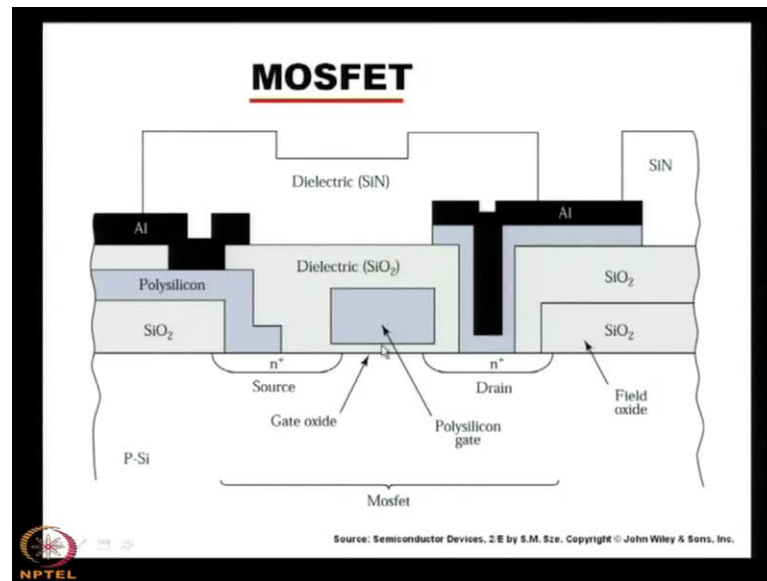 MOSFET
SiN
Dielectric (SiN)
Al
Al
Dielectric (SiO₂)
Polysilicon
SiO₂
SiO₂
SiO₂
n⁺
n⁺
Source
Drain
Gate oxide
Polysilicon
gate
Field
oxide
P-Si
Mosfet
Source: Semiconductor Devices, 2/E by S.M. Sze. Copyright © John Wiley & Sons, Inc.
NPTEL